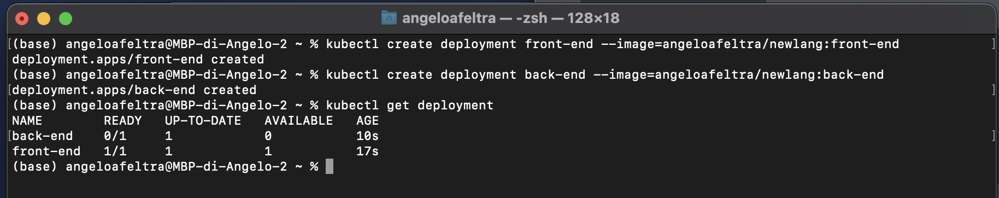 angeloafeltra — -zsh — 128×18
[(base) angeloafeltra@MBP-di-Angelo-2 ~ % kubectl create deployment front-end --image=angeloafeltra/newlang:front-end ]
deployment.apps/front-end created
(base) angeloafeltra@MBP-di-Angelo-2 ~ % kubectl create deployment back-end --image=angeloafeltra/newlang:back-end
[deployment.apps/back-end created ]
(base) angeloafeltra@MBP-di-Angelo-2 ~ % kubectl get deployment
NAME READY UP-TO-DATE AVAILABLE AGE
[back-end 0/1 1 0 10s ]
front-end 1/1 1 1 17s
(base) angeloafeltra@MBP-di-Angelo-2 ~ %